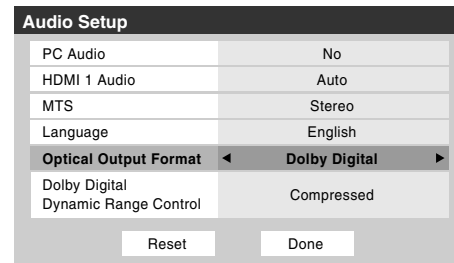 Audio Setup
PC Audio No
HDMI 1 Audio Auto
MTS Stereo
Language English
Optical Output Format ◀ Dolby Digital ▶
Dolby Digital
Dynamic Range Control Compressed
Reset Done